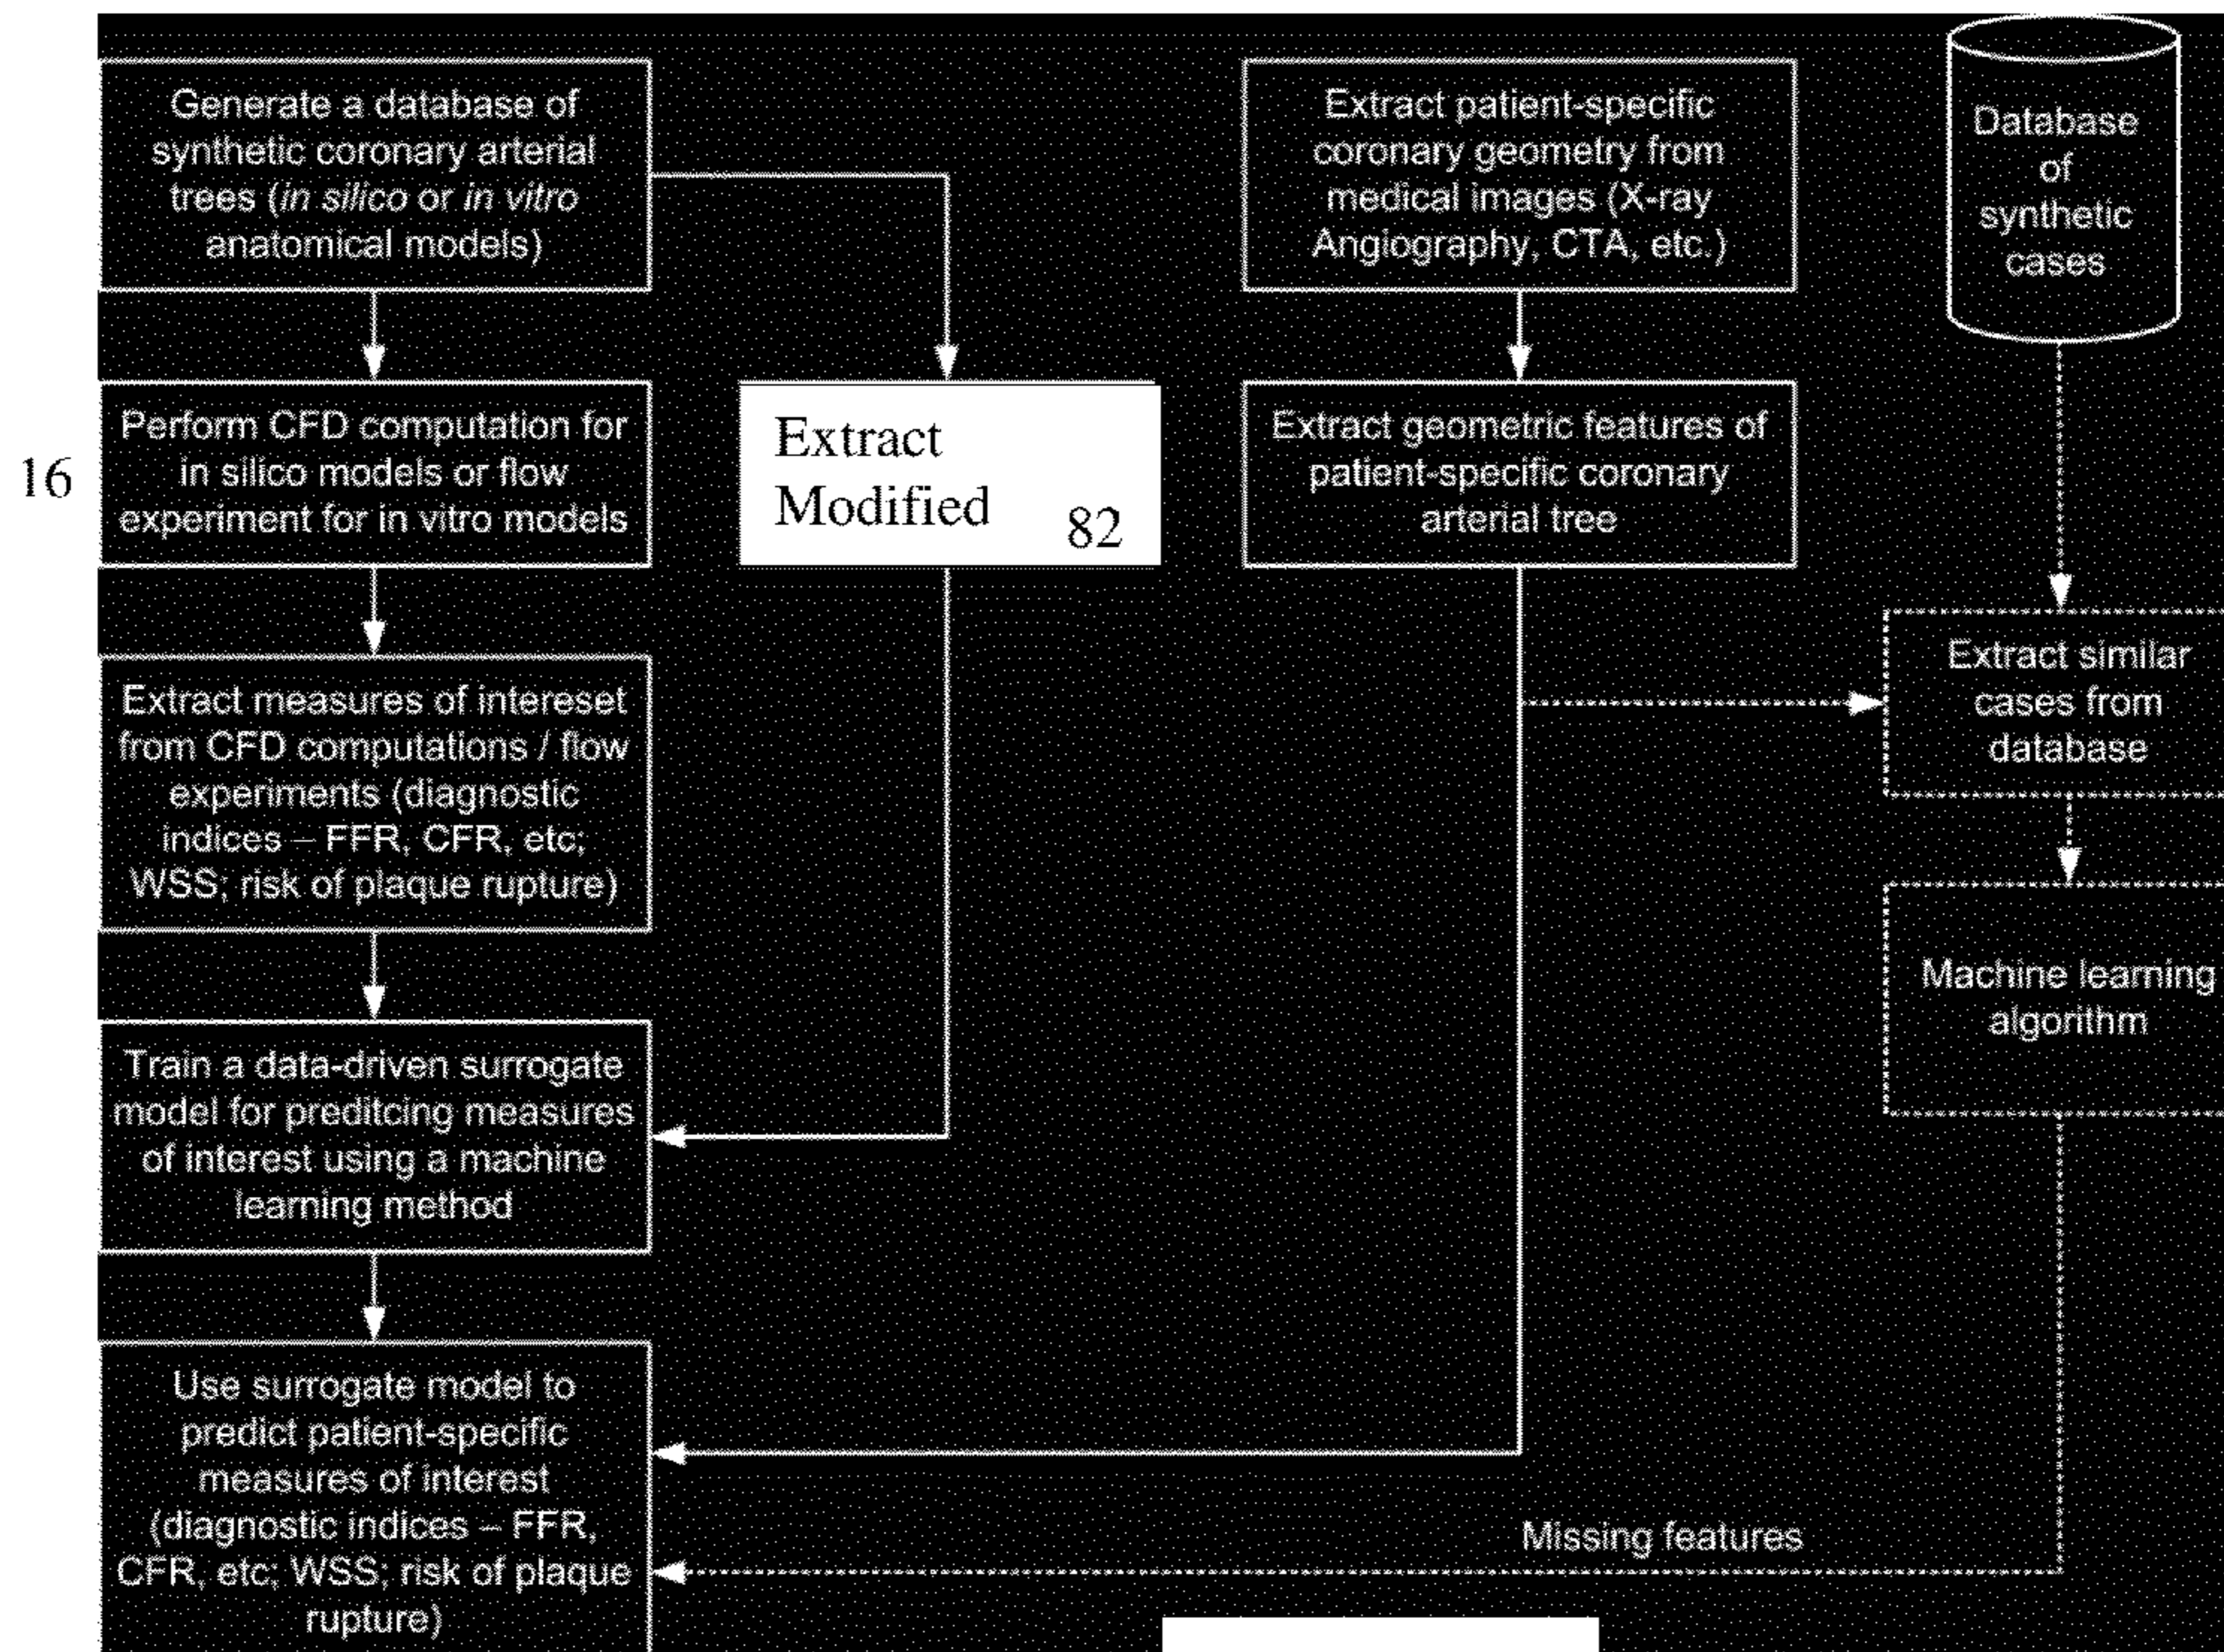 Generate a database of
synthetic coronary arterial
trees (in silico or in vitro
anatomical models)
Extract patient-specific
coronary geometry from
medical images (X-ray
Angiography, CTA, etc.)
Database
of
synthetic
cases
16
Perform CFD computation for
in silico models or flow
experiment for in vitro models
Extract
Modified
82
Extract geometric features of
patient-specific coronary
arterial tree
Extract measures of intereset
from CFD computations / flow
experiments (diagnostic
indices – FFR, CFR, etc;
WSS; risk of plaque rupture)
Extract similar
cases from
database
Machine learning
algorithm
Train a data-driven surrogate
model for preditcing measures
of interest using a machine
learning method
Use surrogate model to
predict patient-specific
measures of interest
(diagnostic indices – FFR,
CFR, etc; WSS; risk of plaque
rupture)
Missing features